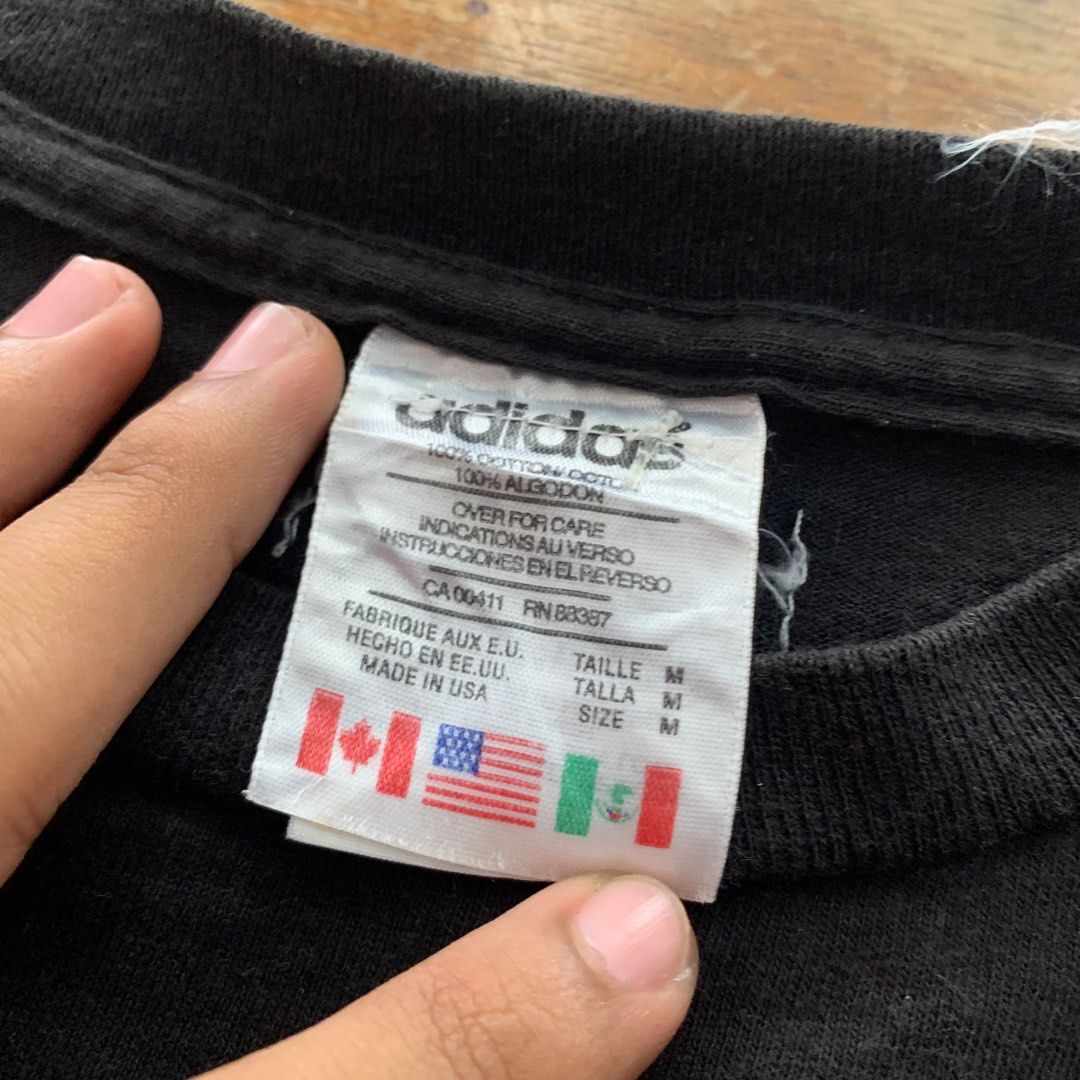 adidas
100% COTTON/COTON
100% ALGODON
OVER FOR CARE
INDICATIONS AU VERSO
INSTRUCCIONES EN EL REVERSO
CA 00411 RN 88387
FABRIQUE AUX E.U.
HECHO EN EE.UU.
MADE IN USA
TAILLE M
TALLA M
SIZE M